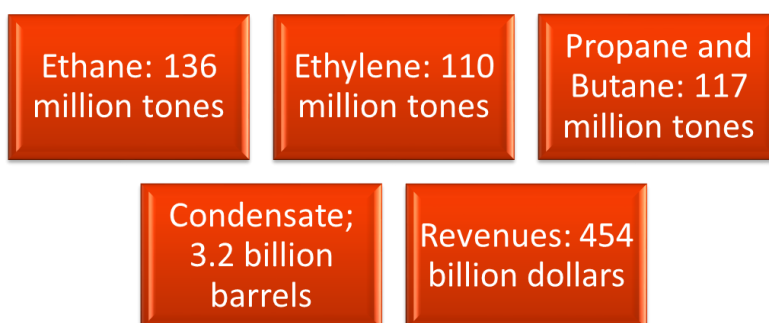 Ethane: 136
million tones
Ethylene: 110
million tones
Propane and
Butane: 117
million tones
Condensate;
3.2 billion
barrels
Revenues: 454
billion dollars